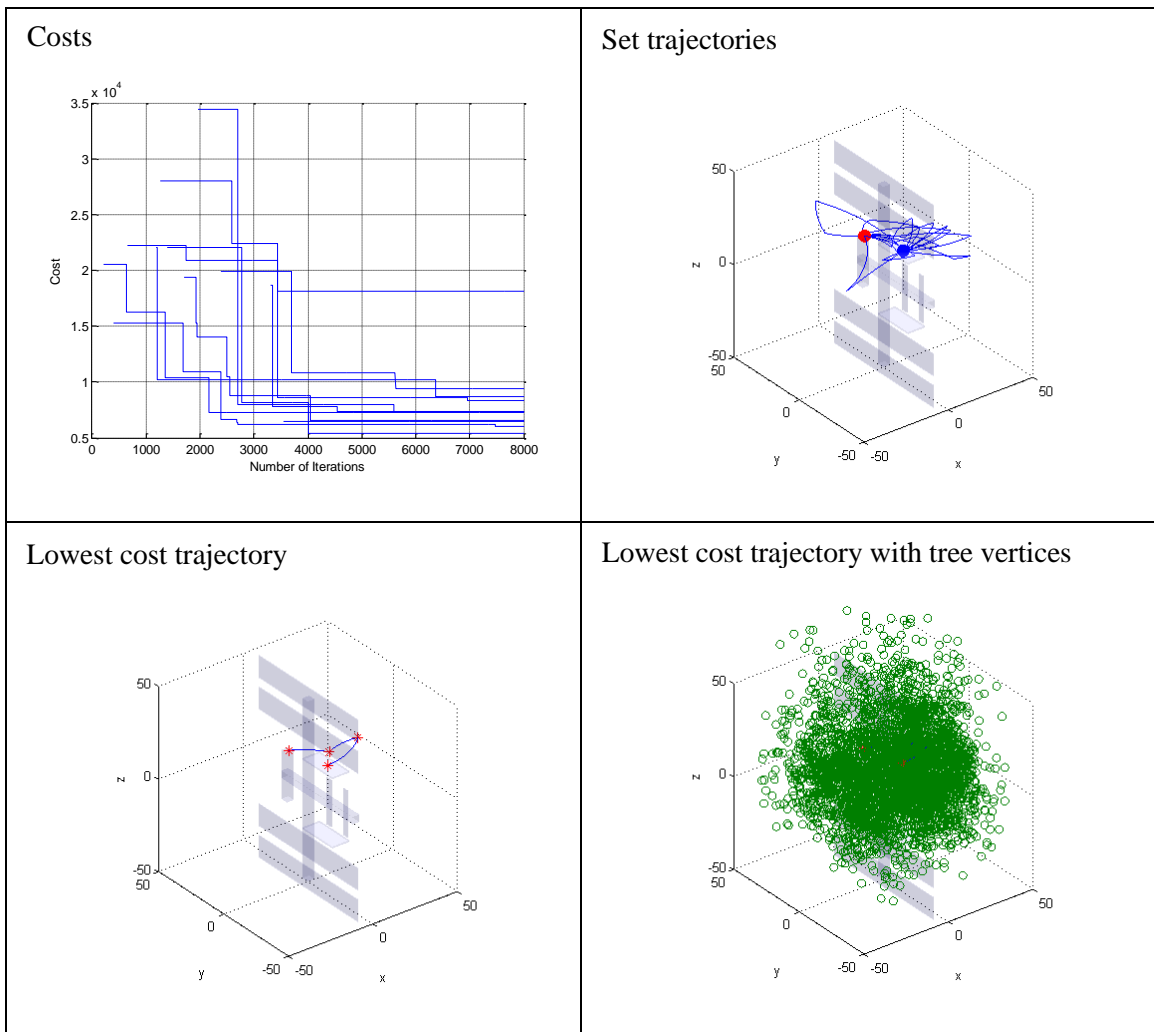 Costs
x 10 4
3.5
3
2.5
2
1.5
1
0.5
0 1000 2000 3000 4000 5000 6000 7000 8000
Number of Iterations
Cost
Set trajectories
50
0
-50
50
0
-50
-50
0
50
z
y
x
Lowest cost trajectory
50
0
-50
50
0
-50
-50
0
50
z
y
x
Lowest cost trajectory with tree vertices
50
0
-50
50
0
-50
-50
0
50
z
y
x